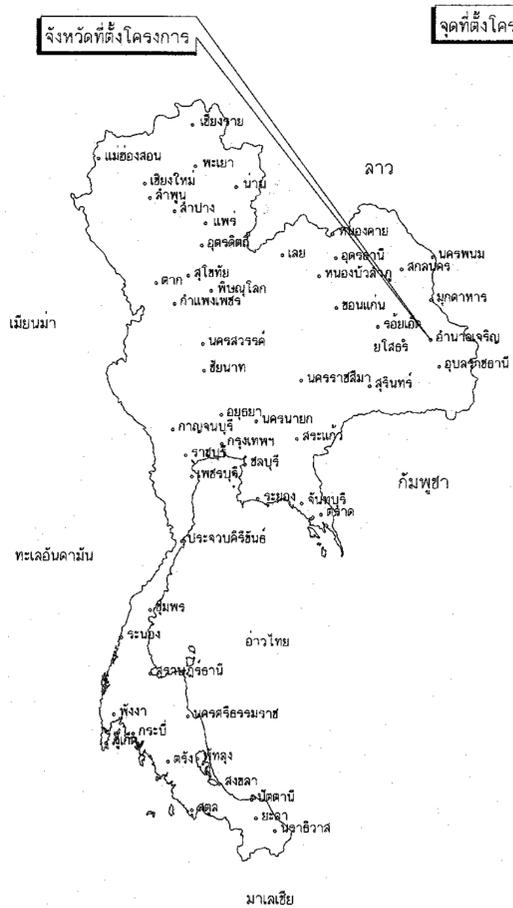 จังหวัดที่ตั้งโครงการ
จุดที่ตั้งโคร
เชียงราย
แม่ฮ่องสอน
พะเยา
ลาว
เชียงใหม่
น่าน
ลำพูน
ลำปาง
แพร่
หนองคาย
อุตรดิตถ์
เลย
อุดรธานี
นครพนม
สกลนคร
สุโขทัย
หนองบัวลำภู
ตาก
พิษณุโลก
กำแพงเพชร
ขอนแก่น
มุกดาหาร
เมียนม่า
ร้อยเอ็ด
อำนาจเจริญ
นครสวรรค์
ยโสธร
ชัยนาท
อุบลราชธานี
นครราชสีมา
สุรินทร์
อยุธยา
นครนายก
กาญจนบุรี
กรุงเทพฯ
สระแก้ว
ราชบุรี
ชลบุรี
เพชรบุรี
กัมพูชา
ระยอง
จันทบุรี
ตราด
ประจวบคิรีขันธ์
ทะเลอันดามัน
ชุมพร
ระนอง
อ่าวไทย
สุราษฎร์ธานี
พังงา
นครศรีธรรมราช
กระบี่
ภูเก็ต
ตรัง
สงขลา
ปัตตานี
สตูล
ยะลา
นราธิวาส
มาเลเซีย